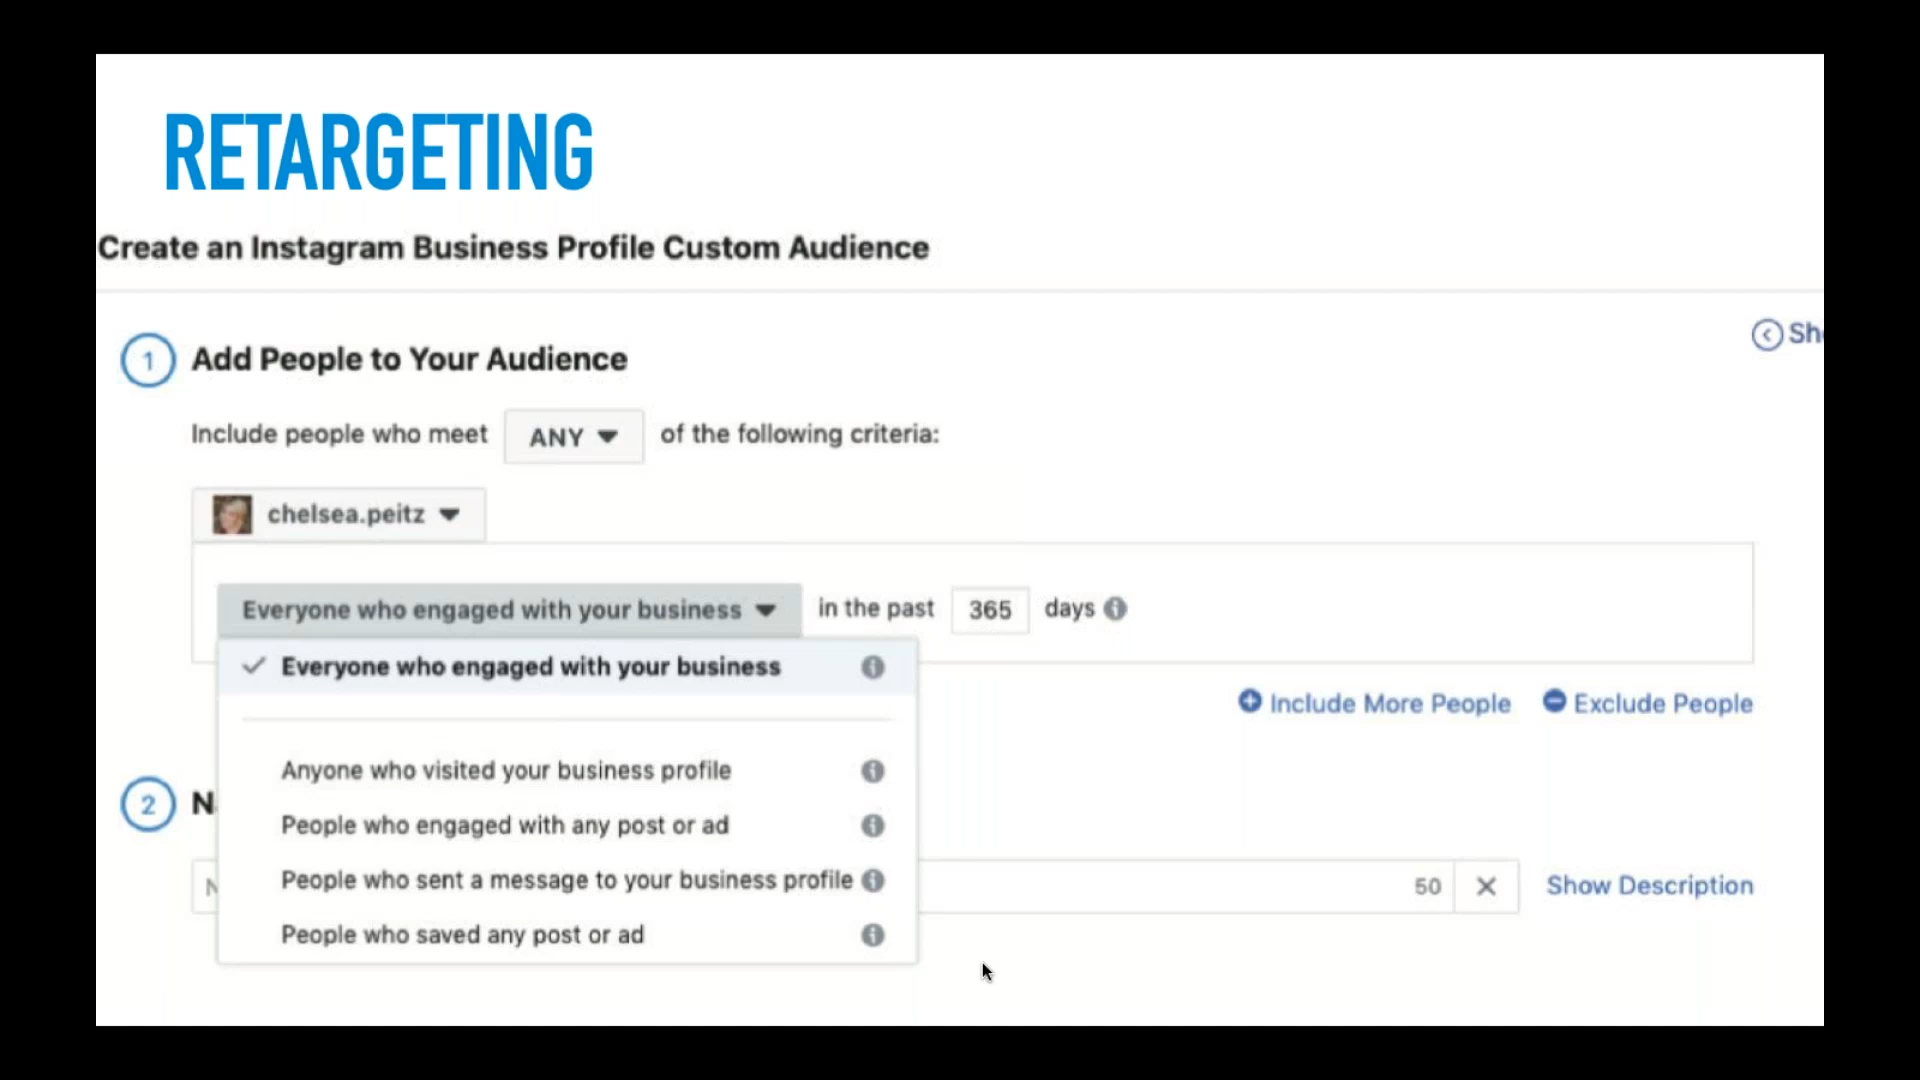 RETARGETING
Create an Instagram Business Profile Custom Audience
Sh
1 Add People to Your Audience
Include people who meet ANY of the following criteria:
chelsea.peitz
Everyone who engaged with your business in the past 365 days
Everyone who engaged with your business
Include More People Exclude People
Anyone who visited your business profile
2 N
People who engaged with any post or ad
People who sent a message to your business profile
N 50 Show Description
People who saved any post or ad